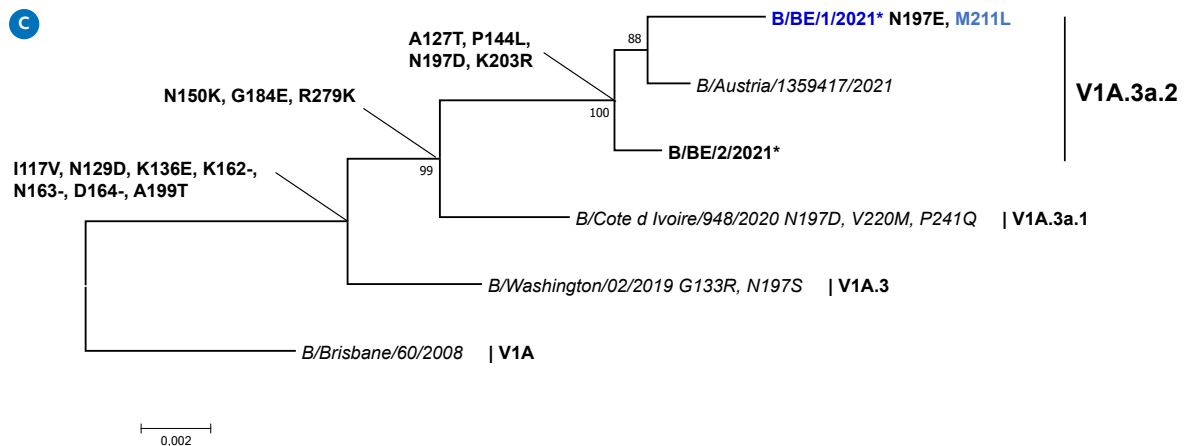 C
B/BE/1/2021* N197E, M211L
A127T, P144L,
N197D, K203R
88
V1A.3a.2
B/Austria/1359417/2021
N150K, G184E, R279K
100
B/BE/2/2021*
I117V, N129D, K136E, K162-,
N163-, D164-, A199T
99
B/Cote d Ivoire/948/2020 N197D, V220M, P241Q | V1A.3a.1
B/Washington/02/2019 G133R, N197S | V1A.3
B/Brisbane/60/2008 | V1A
0,002